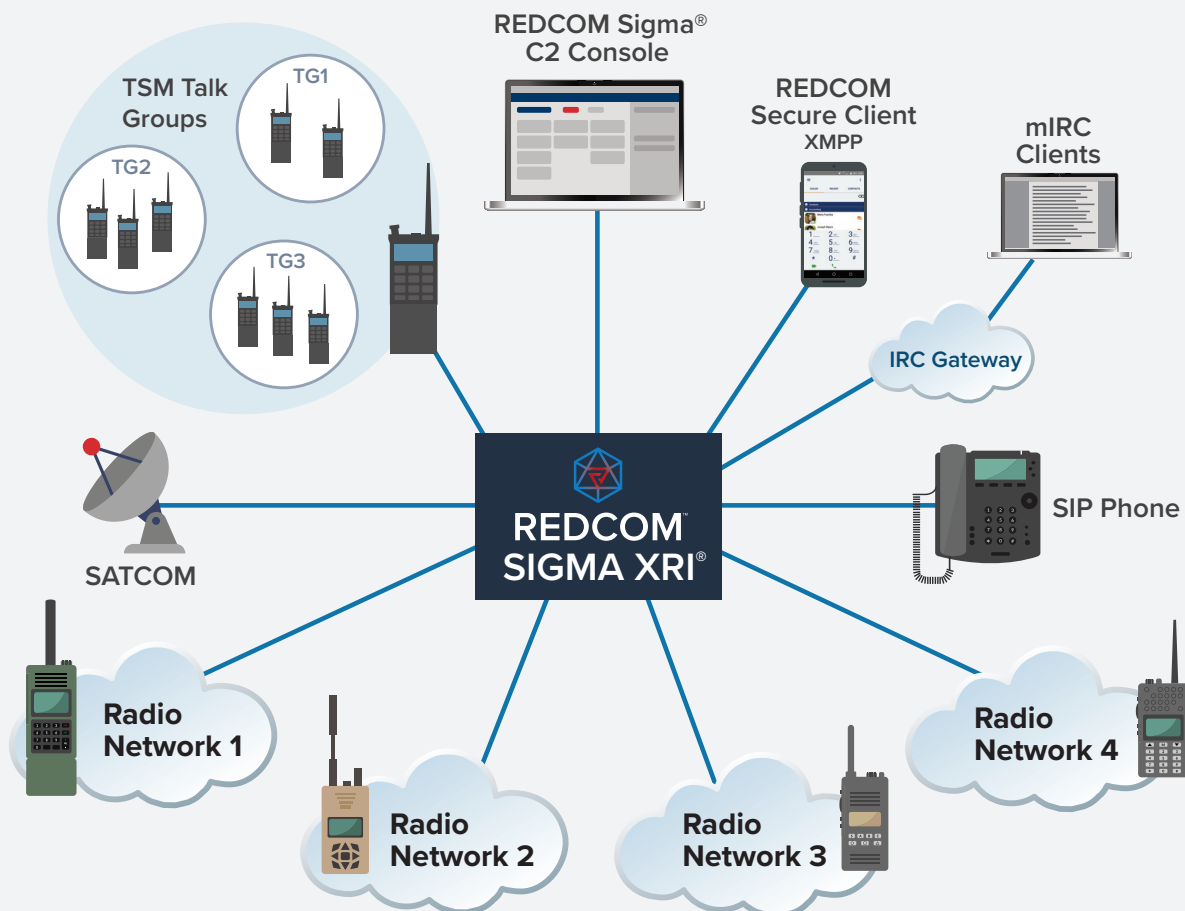 REDCOM Sigma®
C2 Console
TSM Talk
Groups
TG1
TG2
TG3
REDCOM
Secure Client
XMPP
mIRC
Clients
IRC Gateway
SATCOM
REDCOM™
SIGMA XRI®
SIP Phone
Radio
Network 1
Radio
Network 2
Radio
Network 3
Radio
Network 4